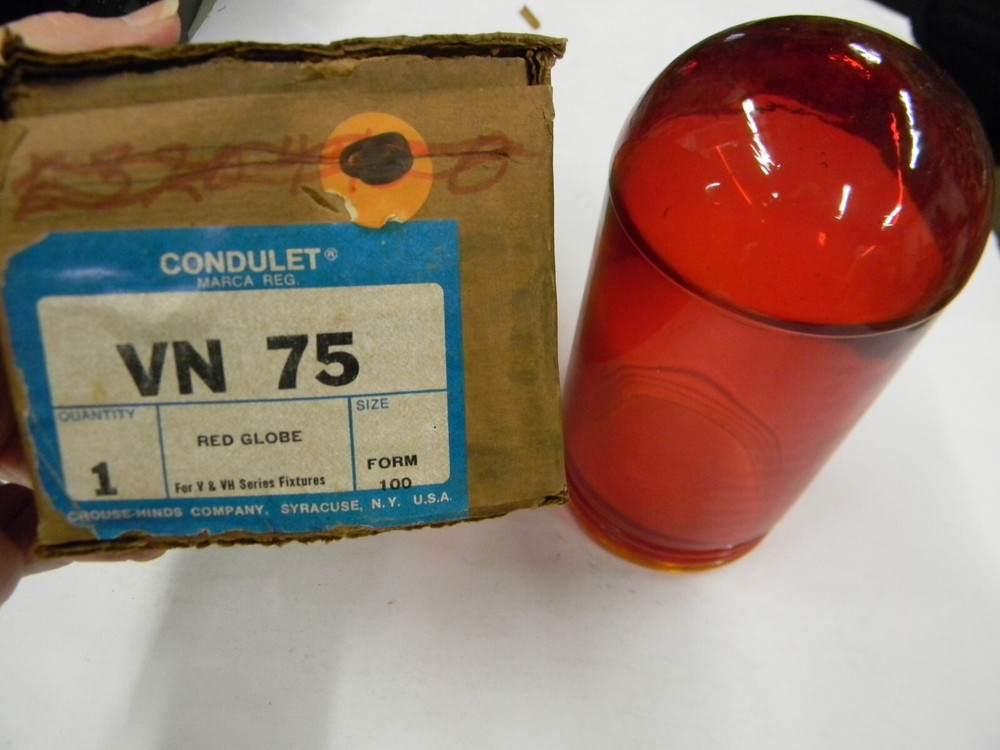 CONDULET®
MARCA REG.
VN 75
QUANTITY
1
RED GLOBE
For V & VH Series Fixtures
SIZE
FORM
100
CROUSE-HINDS COMPANY, SYRACUSE, N.Y. U.S.A.